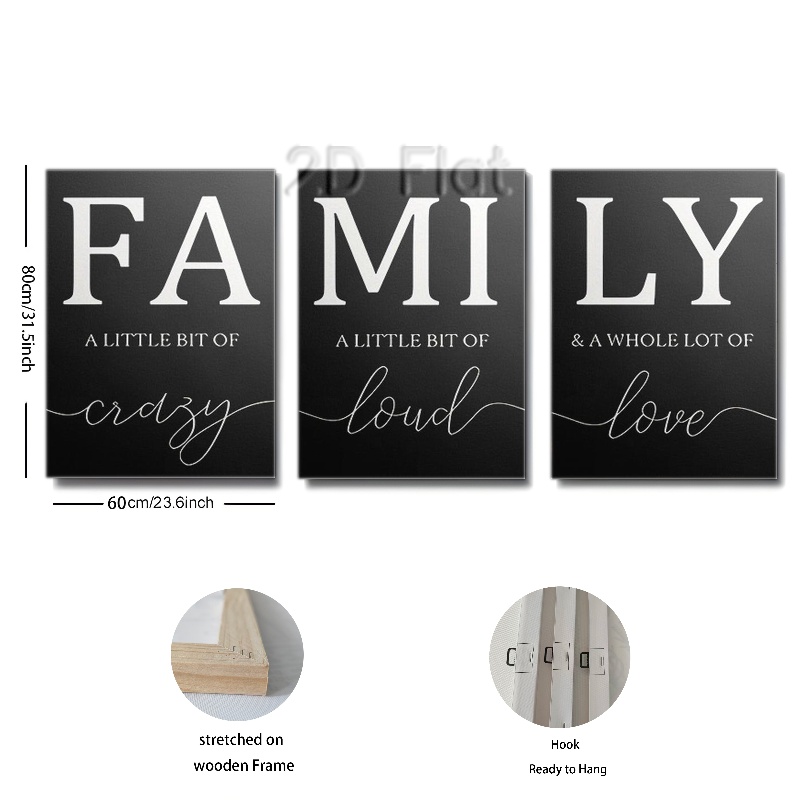 2D Flat
FA
A LITTLE BIT OF
crazy
MI
A LITTLE BIT OF
loud
LY
& A WHOLE LOT OF
love
80cm/31.5inch
60cm/23.6inch
stretched on
wooden Frame
Hook
Ready to Hang